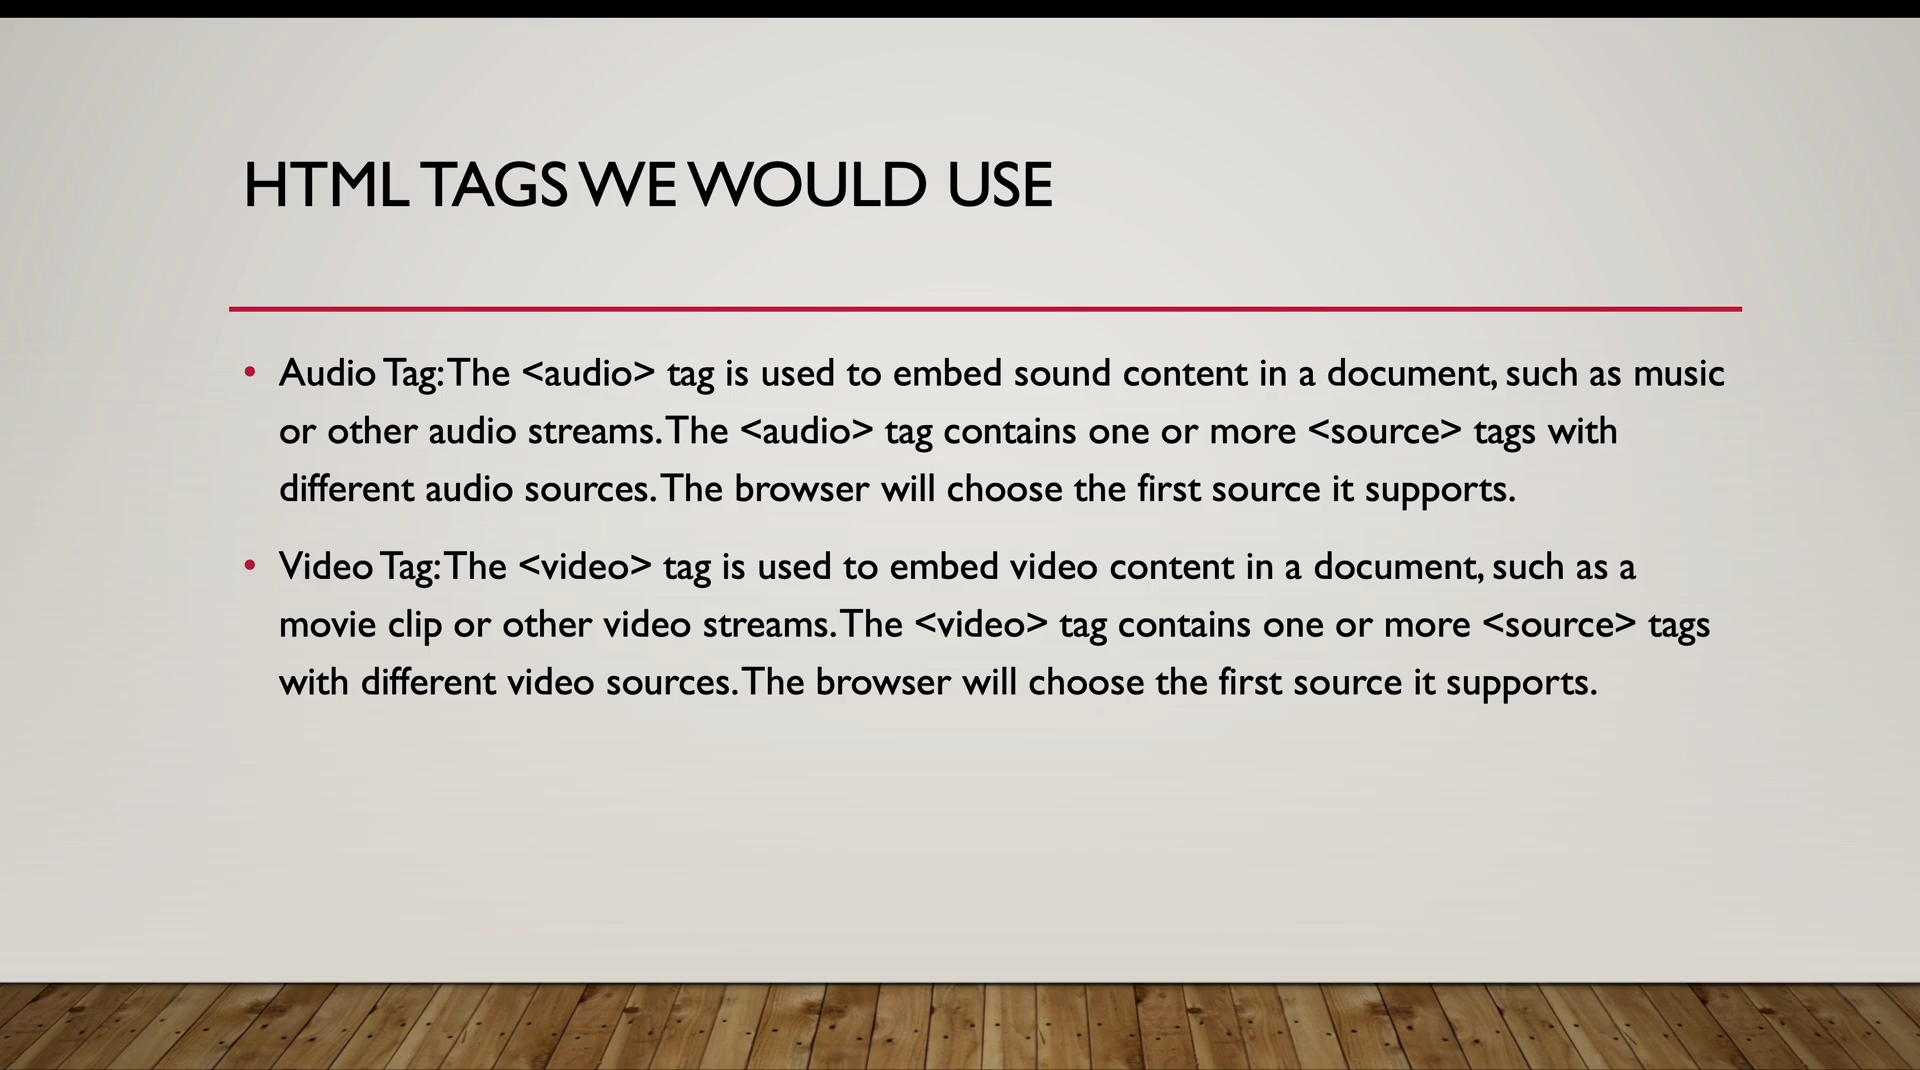 HTML TAGS WE WOULD USE
• Audio Tag: The <audio> tag is used to embed sound content in a document, such as music
or other audio streams. The <audio> tag contains one or more <source> tags with
different audio sources. The browser will choose the first source it supports.
• Video Tag: The <video> tag is used to embed video content in a document, such as a
movie clip or other video streams. The <video> tag contains one or more <source> tags
with different video sources. The browser will choose the first source it supports.